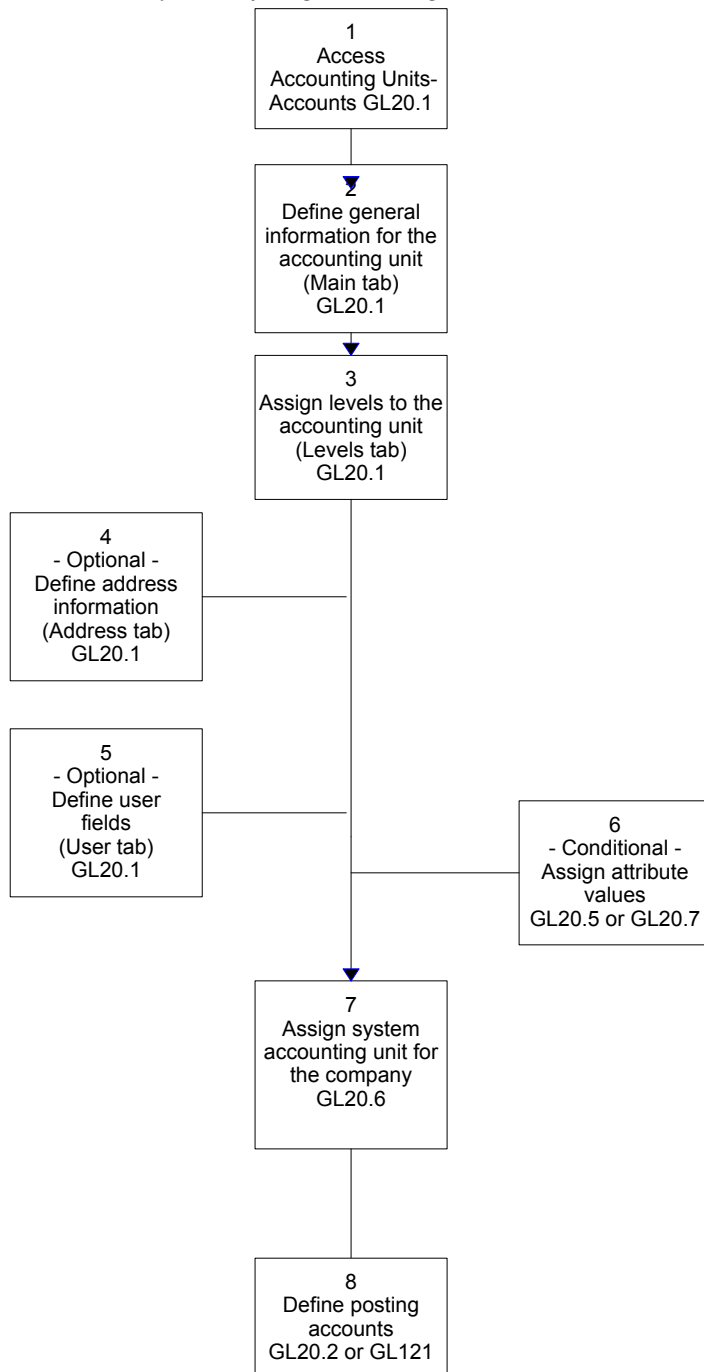 1
Access
Accounting Units-
Accounts GL20.1
2
Define general
information for the
accounting unit
(Main tab)
GL20.1
3
Assign levels to the
accounting unit
(Levels tab)
GL20.1
4
- Optional -
Define address
information
(Address tab)
GL20.1
5
- Optional -
Define user
fields
(User tab)
GL20.1
6
- Conditional -
Assign attribute
values
GL20.5 or GL20.7
7
Assign system
accounting unit for
the company
GL20.6
8
Define posting
accounts
GL20.2 or GL121